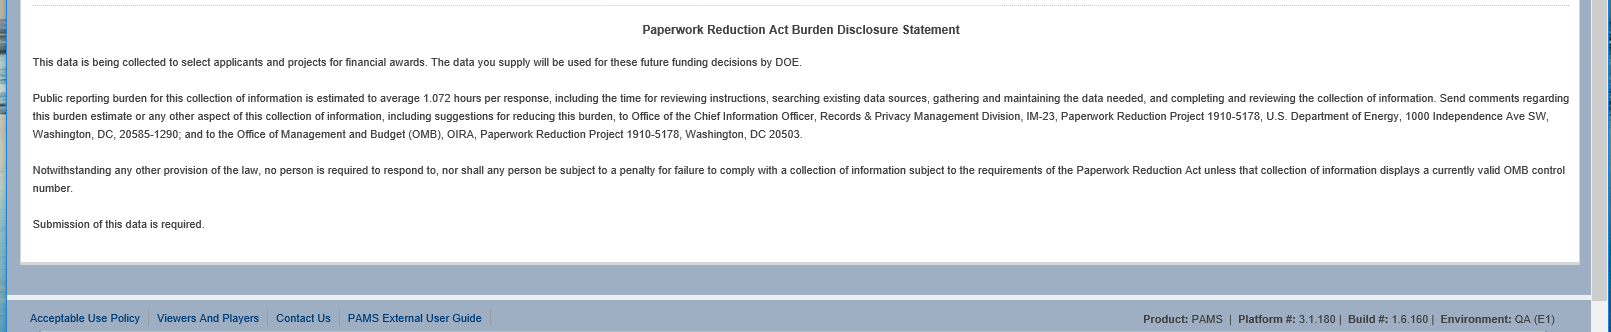 Paperwork Reduction Act Burden Disclosure Statement
This data is being collected to select applicants and projects for financial awards. The data you supply will be used for these future funding decisions by DOE.
Public reporting burden for this collection of information is estimated to average 1.072 hours per response, including the time for reviewing instructions, searching existing data sources, gathering and maintaining the data needed, and completing and reviewing the collection of information. Send comments regarding
this burden estimate or any other aspect of this collection of information, including suggestions for reducing this burden, to Office of the Chief Information Officer, Records & Privacy Management Division, IM-23, Paperwork Reduction Project 1910-5178, U.S. Department of Energy, 1000 Independence Ave SW,
Washington, DC, 20585-1290; and to the Office of Management and Budget (OMB), OIRA, Paperwork Reduction Project 1910-5178, Washington, DC 20503.
Notwithstanding any other provision of the law, no person is required to respond to, nor shall any person be subject to a penalty for failure to comply with a collection of information subject to the requirements of the Paperwork Reduction Act unless that collection of information displays a currently valid OMB control
number.
Submission of this data is required.
Acceptable Use Policy | Viewers And Players | Contact Us | PAMS External User Guide | Product: PAMS | Platform #: 3.1.180 | Build #: 1.6.160 | Environment: QA (E1)